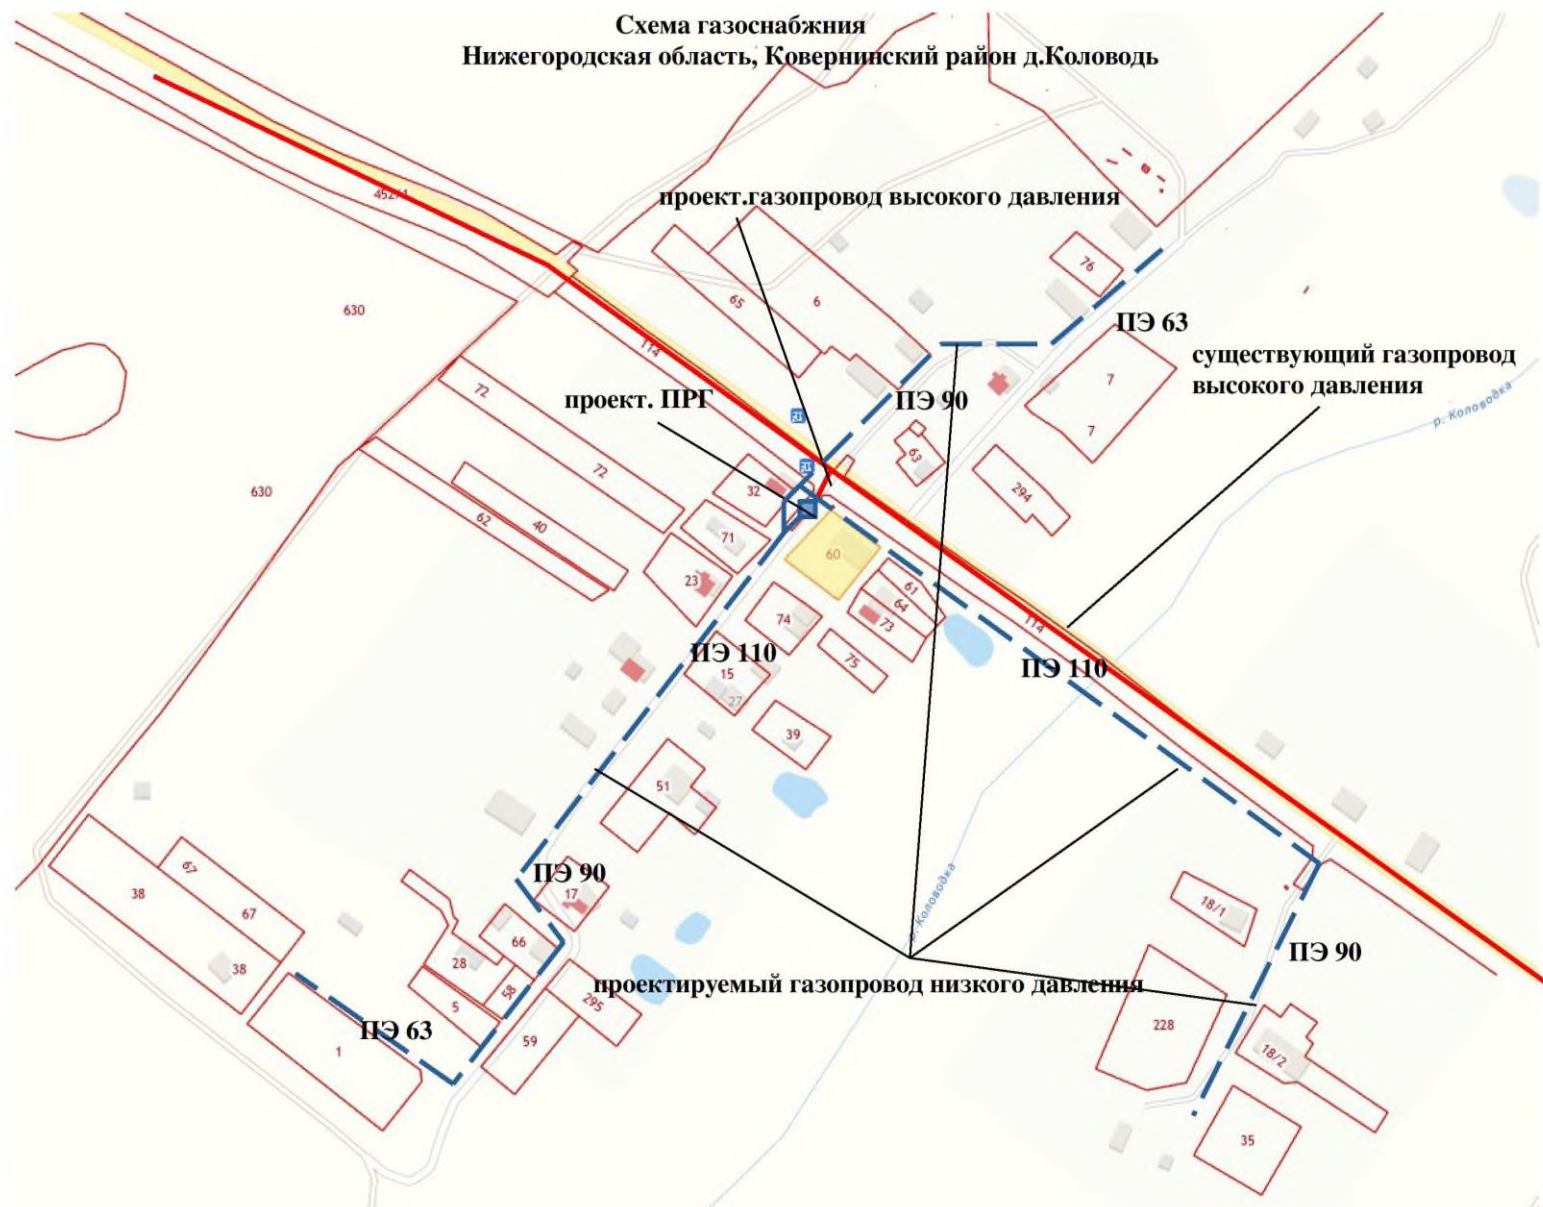 Схема газоснабжния
Нижегородская область, Ковернинский район д.Коловодь
452/1
проект.газопровод высокого давления
76
630
65
6
ПЭ 63
114
существующий газопровод
высокого давления
7
72
проект. ПРГ
ПЭ 90
р. Коловодка
7
63
72
32
294
630
62
40
71
60
23
61
64
74
73
114
ПЭ 110
75
ПЭ 110
15
27
39
51
67
ПЭ 90
38
17
р. Коловодка
67
18/1
66
ПЭ 90
28
38
проектируемый газопровод низкого давления
58
5
295
ПЭ 63
228
59
1
18/2
35